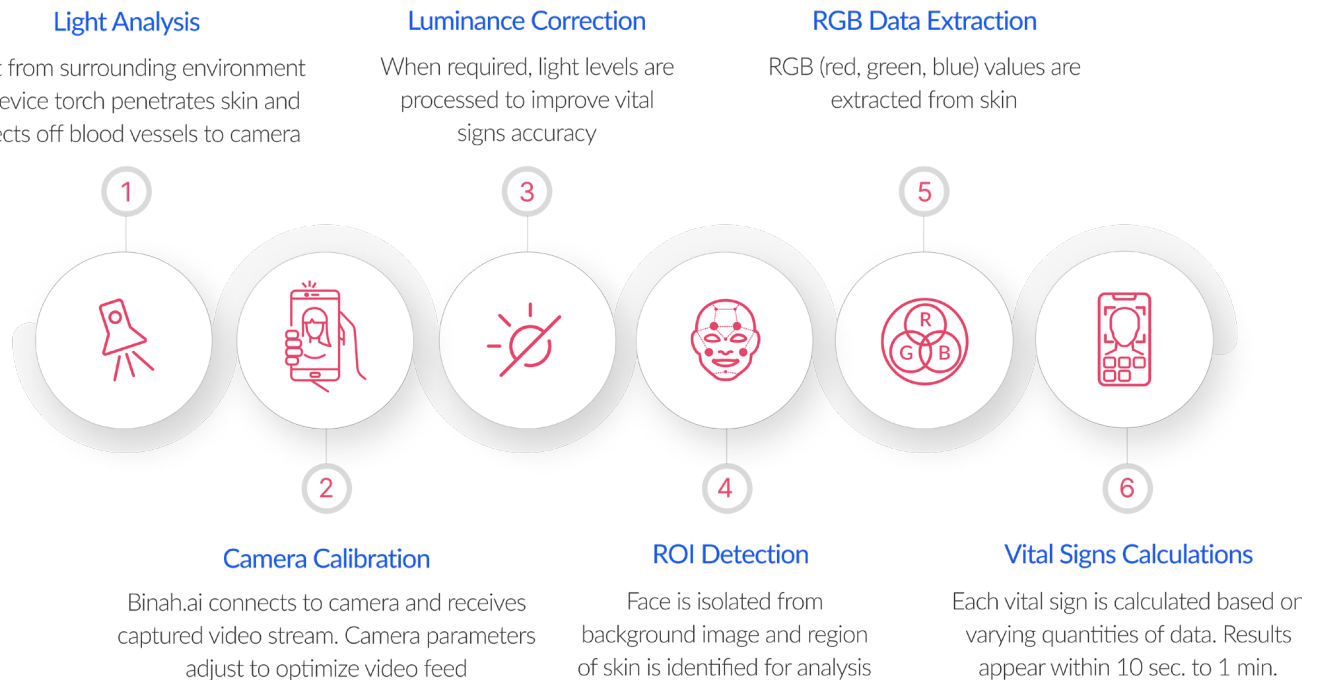 Light Analysis
from surrounding environment
device torch penetrates skin and
off blood vessels to camera
1
Luminance Correction
When required, light levels are
processed to improve vital
signs accuracy
3
RGB Data Extraction
RGB (red, green, blue) values are
extracted from skin
5
R
G B
2
Camera Calibration
Binah.ai connects to camera and receives
captured video stream. Camera parameters
adjust to optimize video feed
4
ROI Detection
Face is isolated from
background image and region
of skin is identified for analysis
6
Vital Signs Calculations
Each vital sign is calculated based on
varying quantities of data. Results
appear within 10 sec. to 1 min.